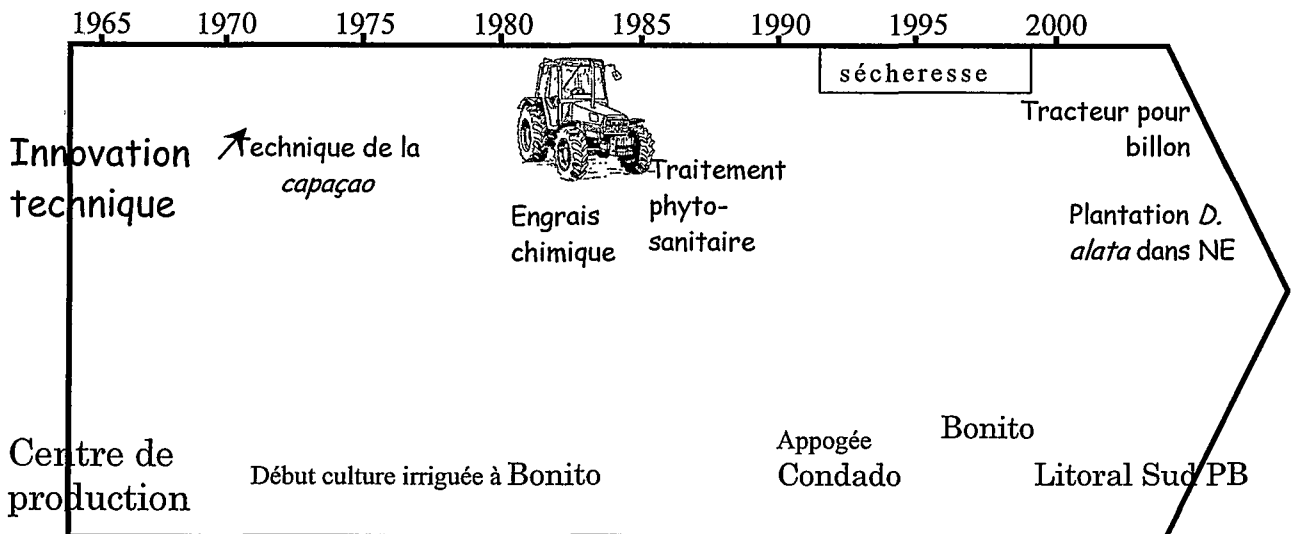 1965 1970 1975 1980 1985 1990 1995 2000
sécheresse
Innovation
technique
Technique de la
capaçao
Engrais
chimique
Traitement
phyto-
sanitaire
Tracteur pour
billon
Plantation D.
alata dans NE
Centre de
production
Début culture irriguée à Bonito
Appogée
Condado
Bonito
Litoral Sud PB